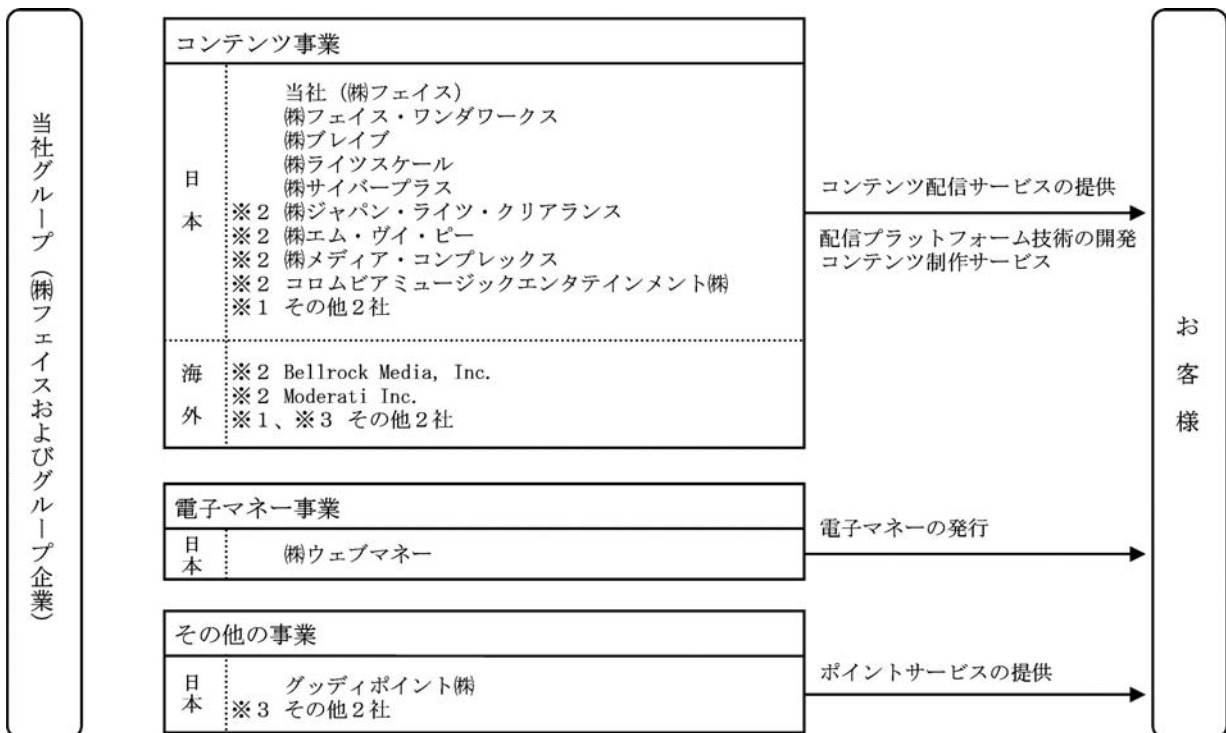 当社グループ（㈱フェイスおよびグループ企業）
コンテンツ事業
日本
当社（㈱フェイス）
㈱フェイス・ワンダワークス
㈱ブレイブ
㈱ライツスケール
㈱サイバープラス
※２ ㈱ジャパン・ライツ・クリアランス
※２ ㈱エム・ヴイ・ピー
※２ ㈱メディア・コンプレックス
※２ コロムビアミュージックエンタテインメント㈱
※１ その他２社
海外
※２ Bellrock Media, Inc.
※２ Moderati Inc.
※１、※３ その他２社
コンテンツ配信サービスの提供
配信プラットフォーム技術の開発
コンテンツ制作サービス
電子マネー事業
日本
㈱ウェブマネー
電子マネーの発行
その他の事業
日本
グッディポイント㈱
※３ その他２社
ポイントサービスの提供
お客様